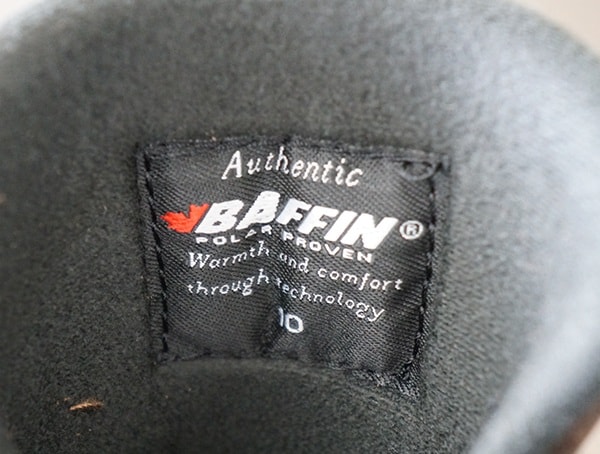 Authentic
BAFFIN®
POLAR PROVEN
Warmth and comfort
through technology
10